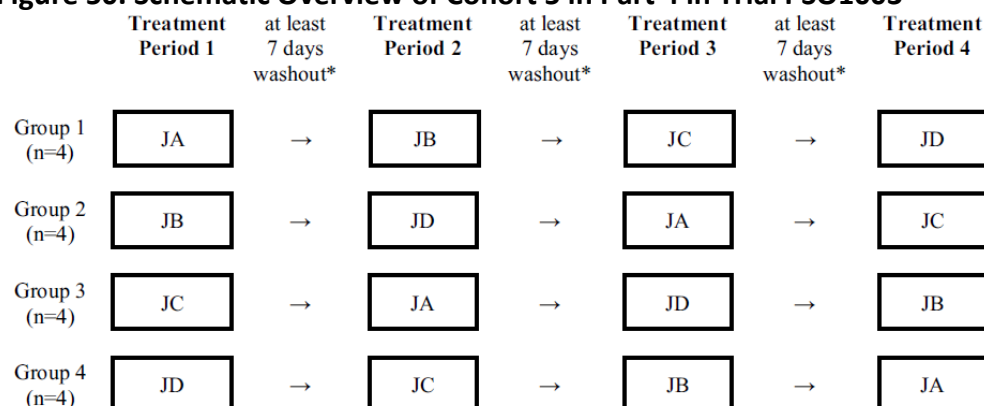 Treatment at least Treatment at least Treatment at least Treatment
Period 1 7 days Period 2 7 days Period 3 7 days Period 4
washout* washout* washout*
Group 1
(n=4) JA → JB → JC → JD
Group 2
(n=4) JB → JD → JA → JC
Group 3
(n=4) JC → JA → JD → JB
Group 4
(n=4) JD → JC → JB → JA